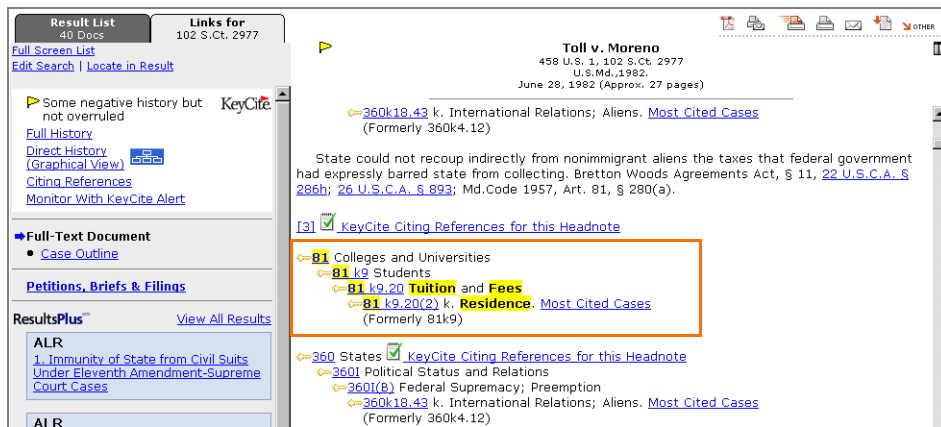 Result List
40 Docs
Links for
102 S.Ct. 2977
Full Screen List
Edit Search | Locate in Result
Some negative history but
not overruled
KeyCite
Full History
Direct History
(Graphical View)
Citing References
Monitor With KeyCite Alert
Full-Text Document
Case Outline
Petitions, Briefs & Filings
ResultsPlus
View All Results
ALR
1. Immunity of State from Civil Suits
Under Eleventh Amendment-Supreme
Court Cases
ALR
OTHER
Toll v. Moreno
458 U.S. 1, 102 S.Ct. 2977
U.S.Md.,1982.
June 28, 1982 (Approx. 27 pages)
360k18.43 k. International Relations; Aliens. Most Cited Cases
(Formerly 360k4.12)
State could not recoup indirectly from nonimmigrant aliens the taxes that federal government
had expressly barred state from collecting. Bretton Woods Agreements Act, § 11, 22 U.S.C.A. §
286h; 26 U.S.C.A. § 893; Md.Code 1957, Art. 81, § 280(a).
[3] KeyCite Citing References for this Headnote
81 Colleges and Universities
81 k9 Students
81 k9.20 Tuition and Fees
81 k9.20(2) k. Residence. Most Cited Cases
(Formerly 81k9)
360 States KeyCite Citing References for this Headnote
360I Political Status and Relations
360I(B) Federal Supremacy; Preemption
360k18.43 k. International Relations; Aliens. Most Cited Cases
(Formerly 360k4.12)